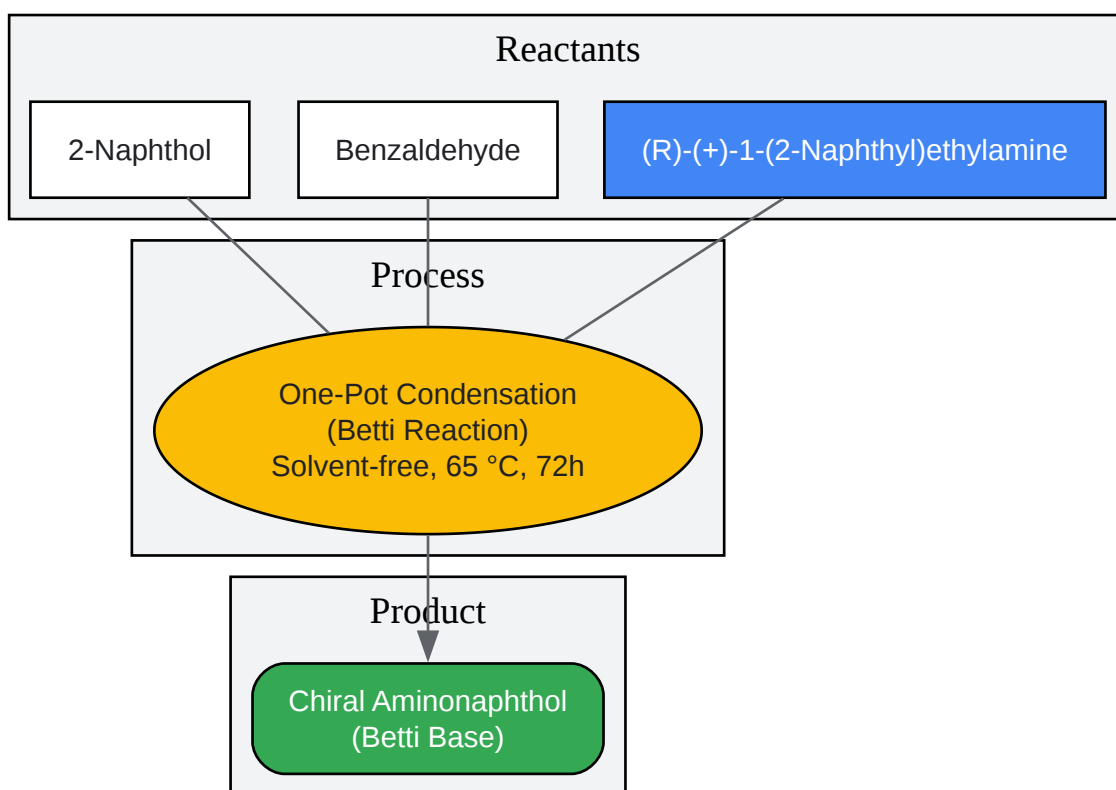 Reactants
2-Naphthol
Benzaldehyde
(R)-(+)-1-(2-Naphthyl)ethylamine
Process
One-Pot Condensation
(Betti Reaction)
Solvent-free, 65 °C, 72h
Product
Chiral Aminonaphthol
(Betti Base)